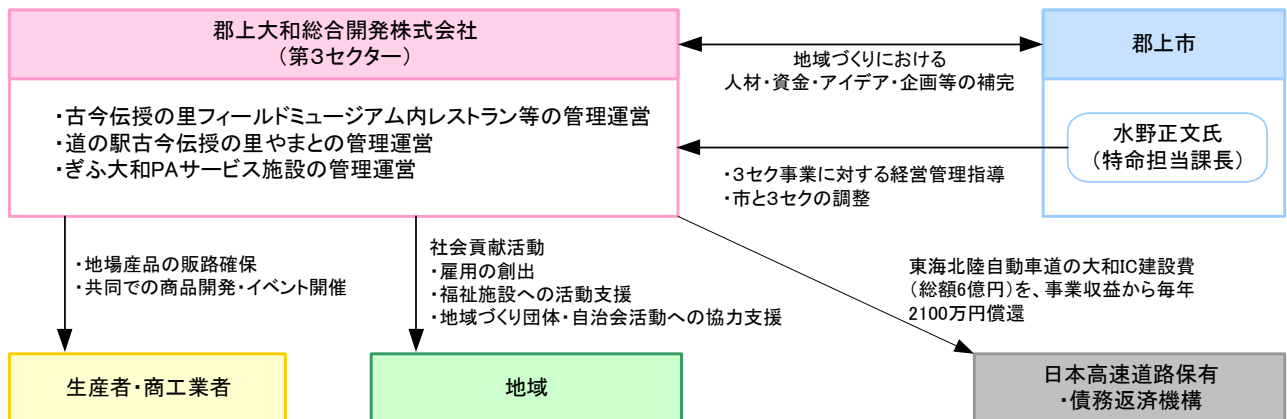 郡上大和総合開発株式会社
（第3セクター）
・古今伝授の里フィールドミュージアム内レストラン等の管理運営
・道の駅古今伝授の里やまとの管理運営
・ぎふ大和PAサービス施設の管理運営
地域づくりにおける
人材・資金・アイデア・企画等の補完
郡上市
水野正文氏
（特命担当課長）
・３セク事業に対する経営管理指導
・市と３セクの調整
・地場産品の販路確保
・共同での商品開発・イベント開催
社会貢献活動
・雇用の創出
・福祉施設への活動支援
・地域づくり団体・自治会活動への協力支援
東海北陸自動車道の大和IC建設費
（総額6億円）を、事業収益から毎年
2100万円償還
生産者・商工業者
地域
日本高速道路保有
・債務返済機構